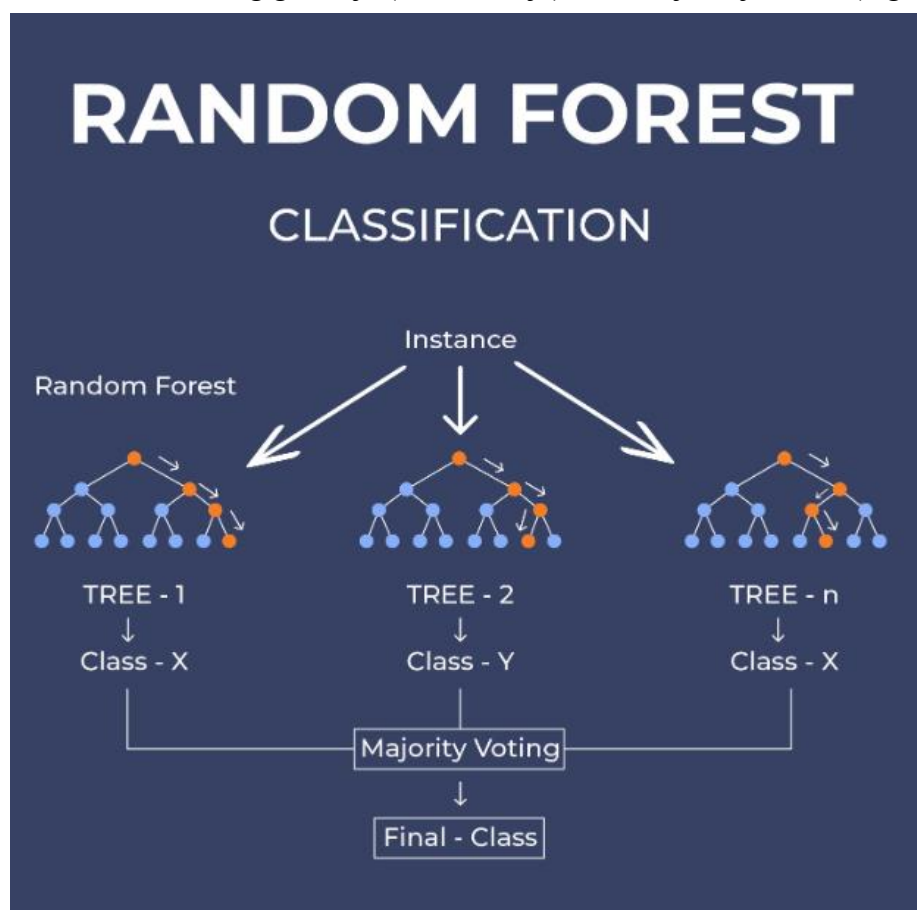 RANDOM FOREST
CLASSIFICATION
Instance
Random Forest
TREE - 1
TREE - 2
TREE - n
Class - X
Class - Y
Class - X
Majority Voting
Final - Class